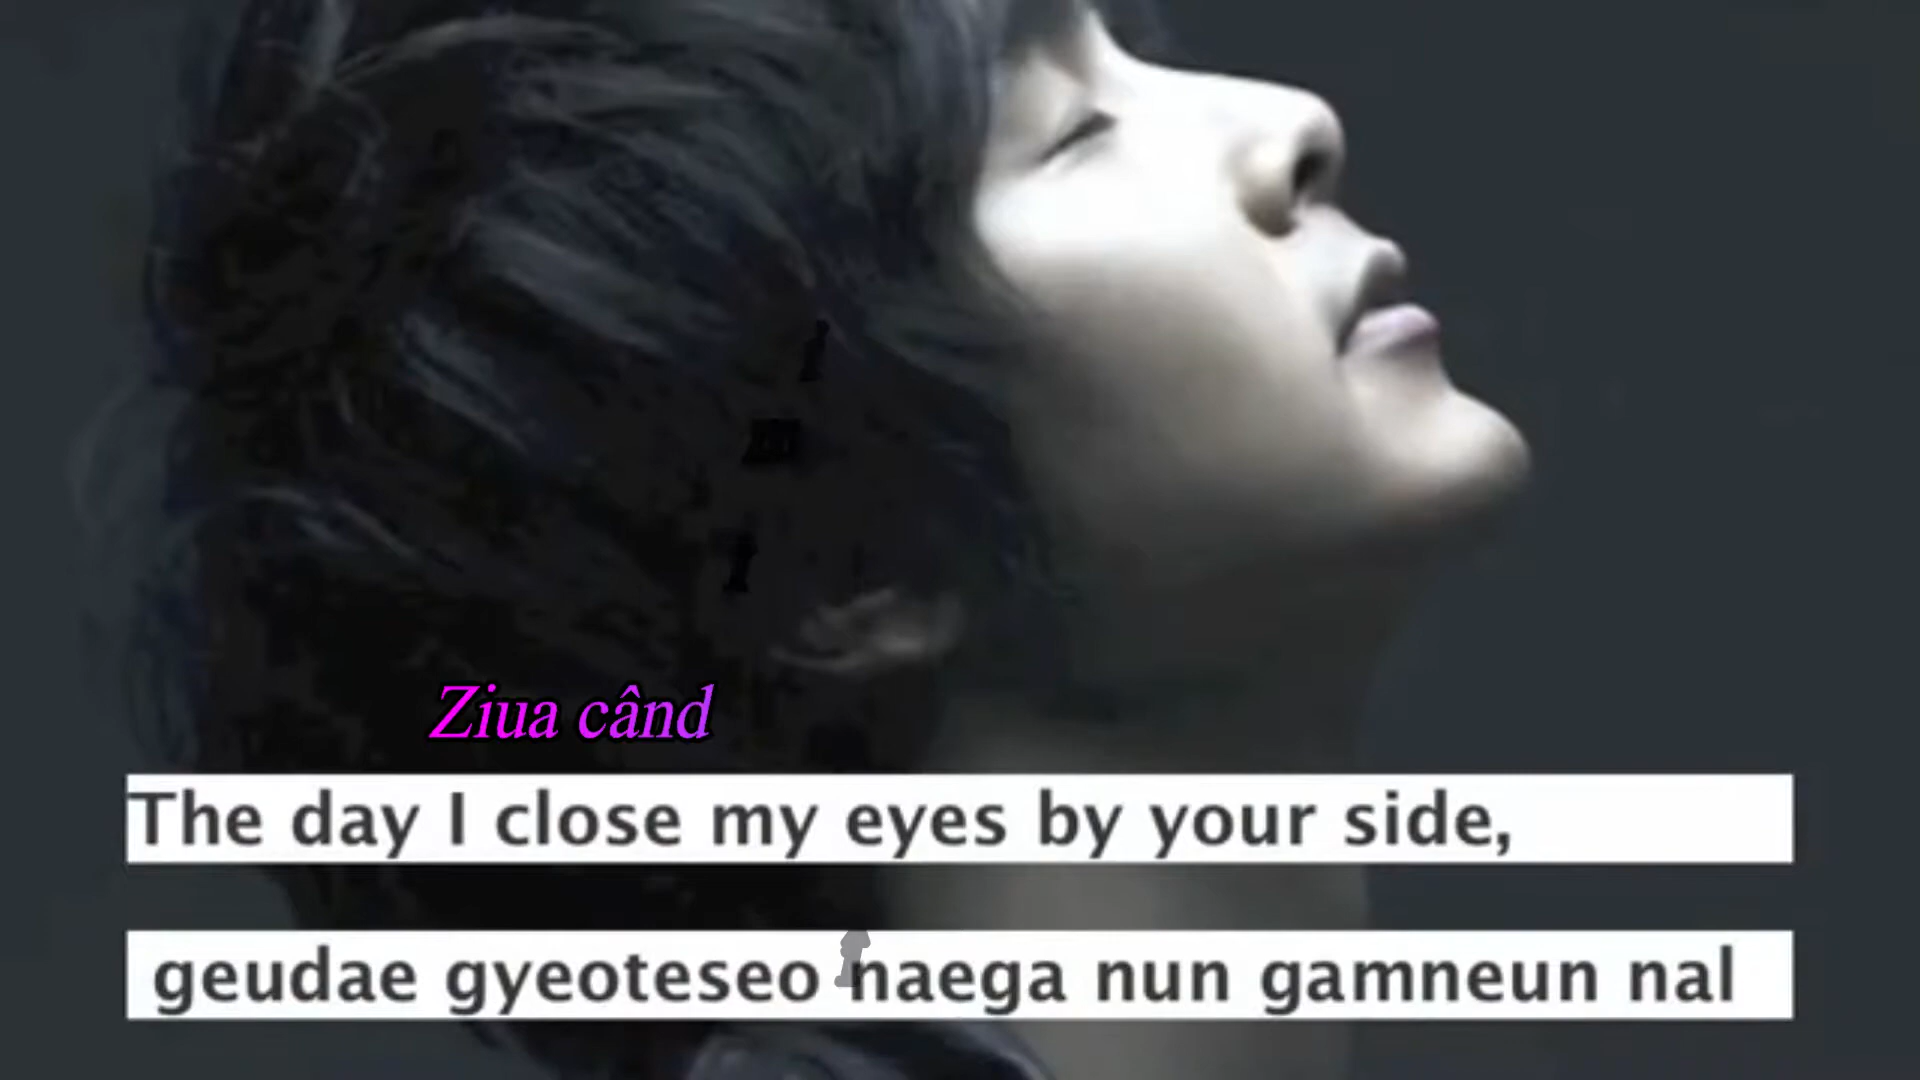 Ziua când
The day I close my eyes by your side,
geudae gyeoteseo naega nun gamneun nal